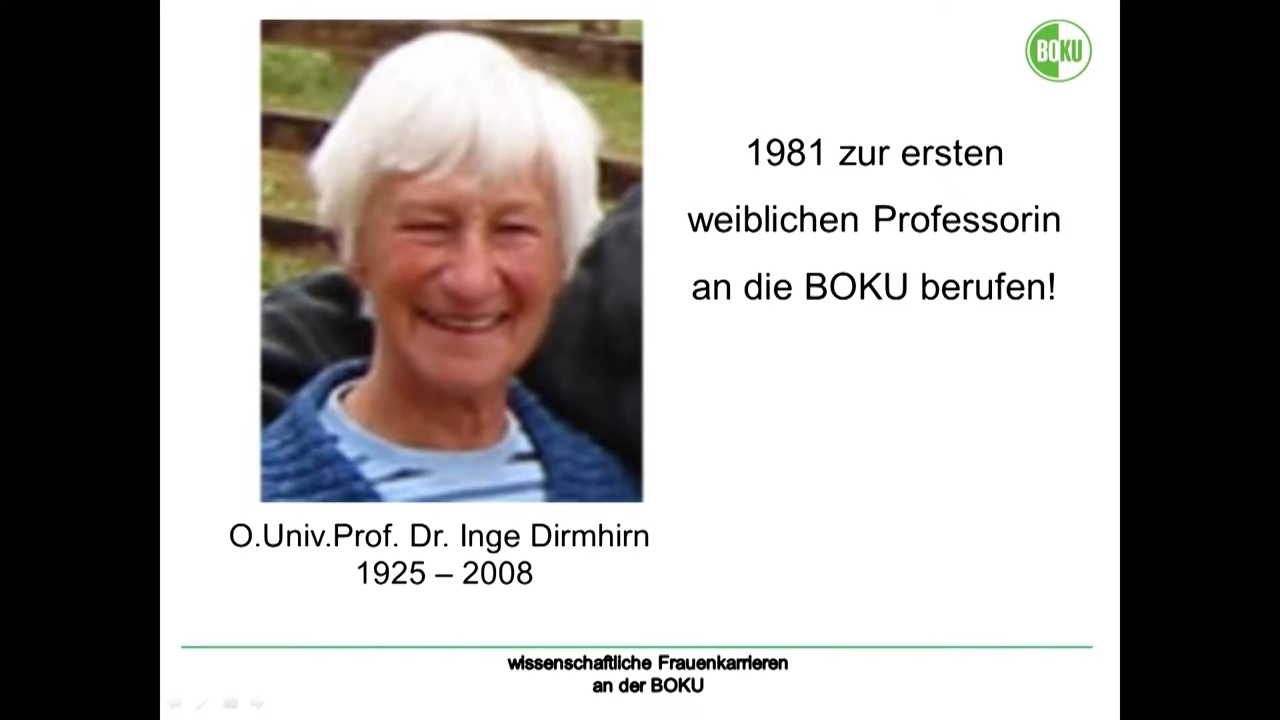 BOKU
1981 zur ersten
weiblichen Professorin
an die BOKU berufen!
O.Univ.Prof. Dr. Inge Dirmhirn
1925 – 2008
wissenschaftliche Frauenkarrieren
an der BOKU